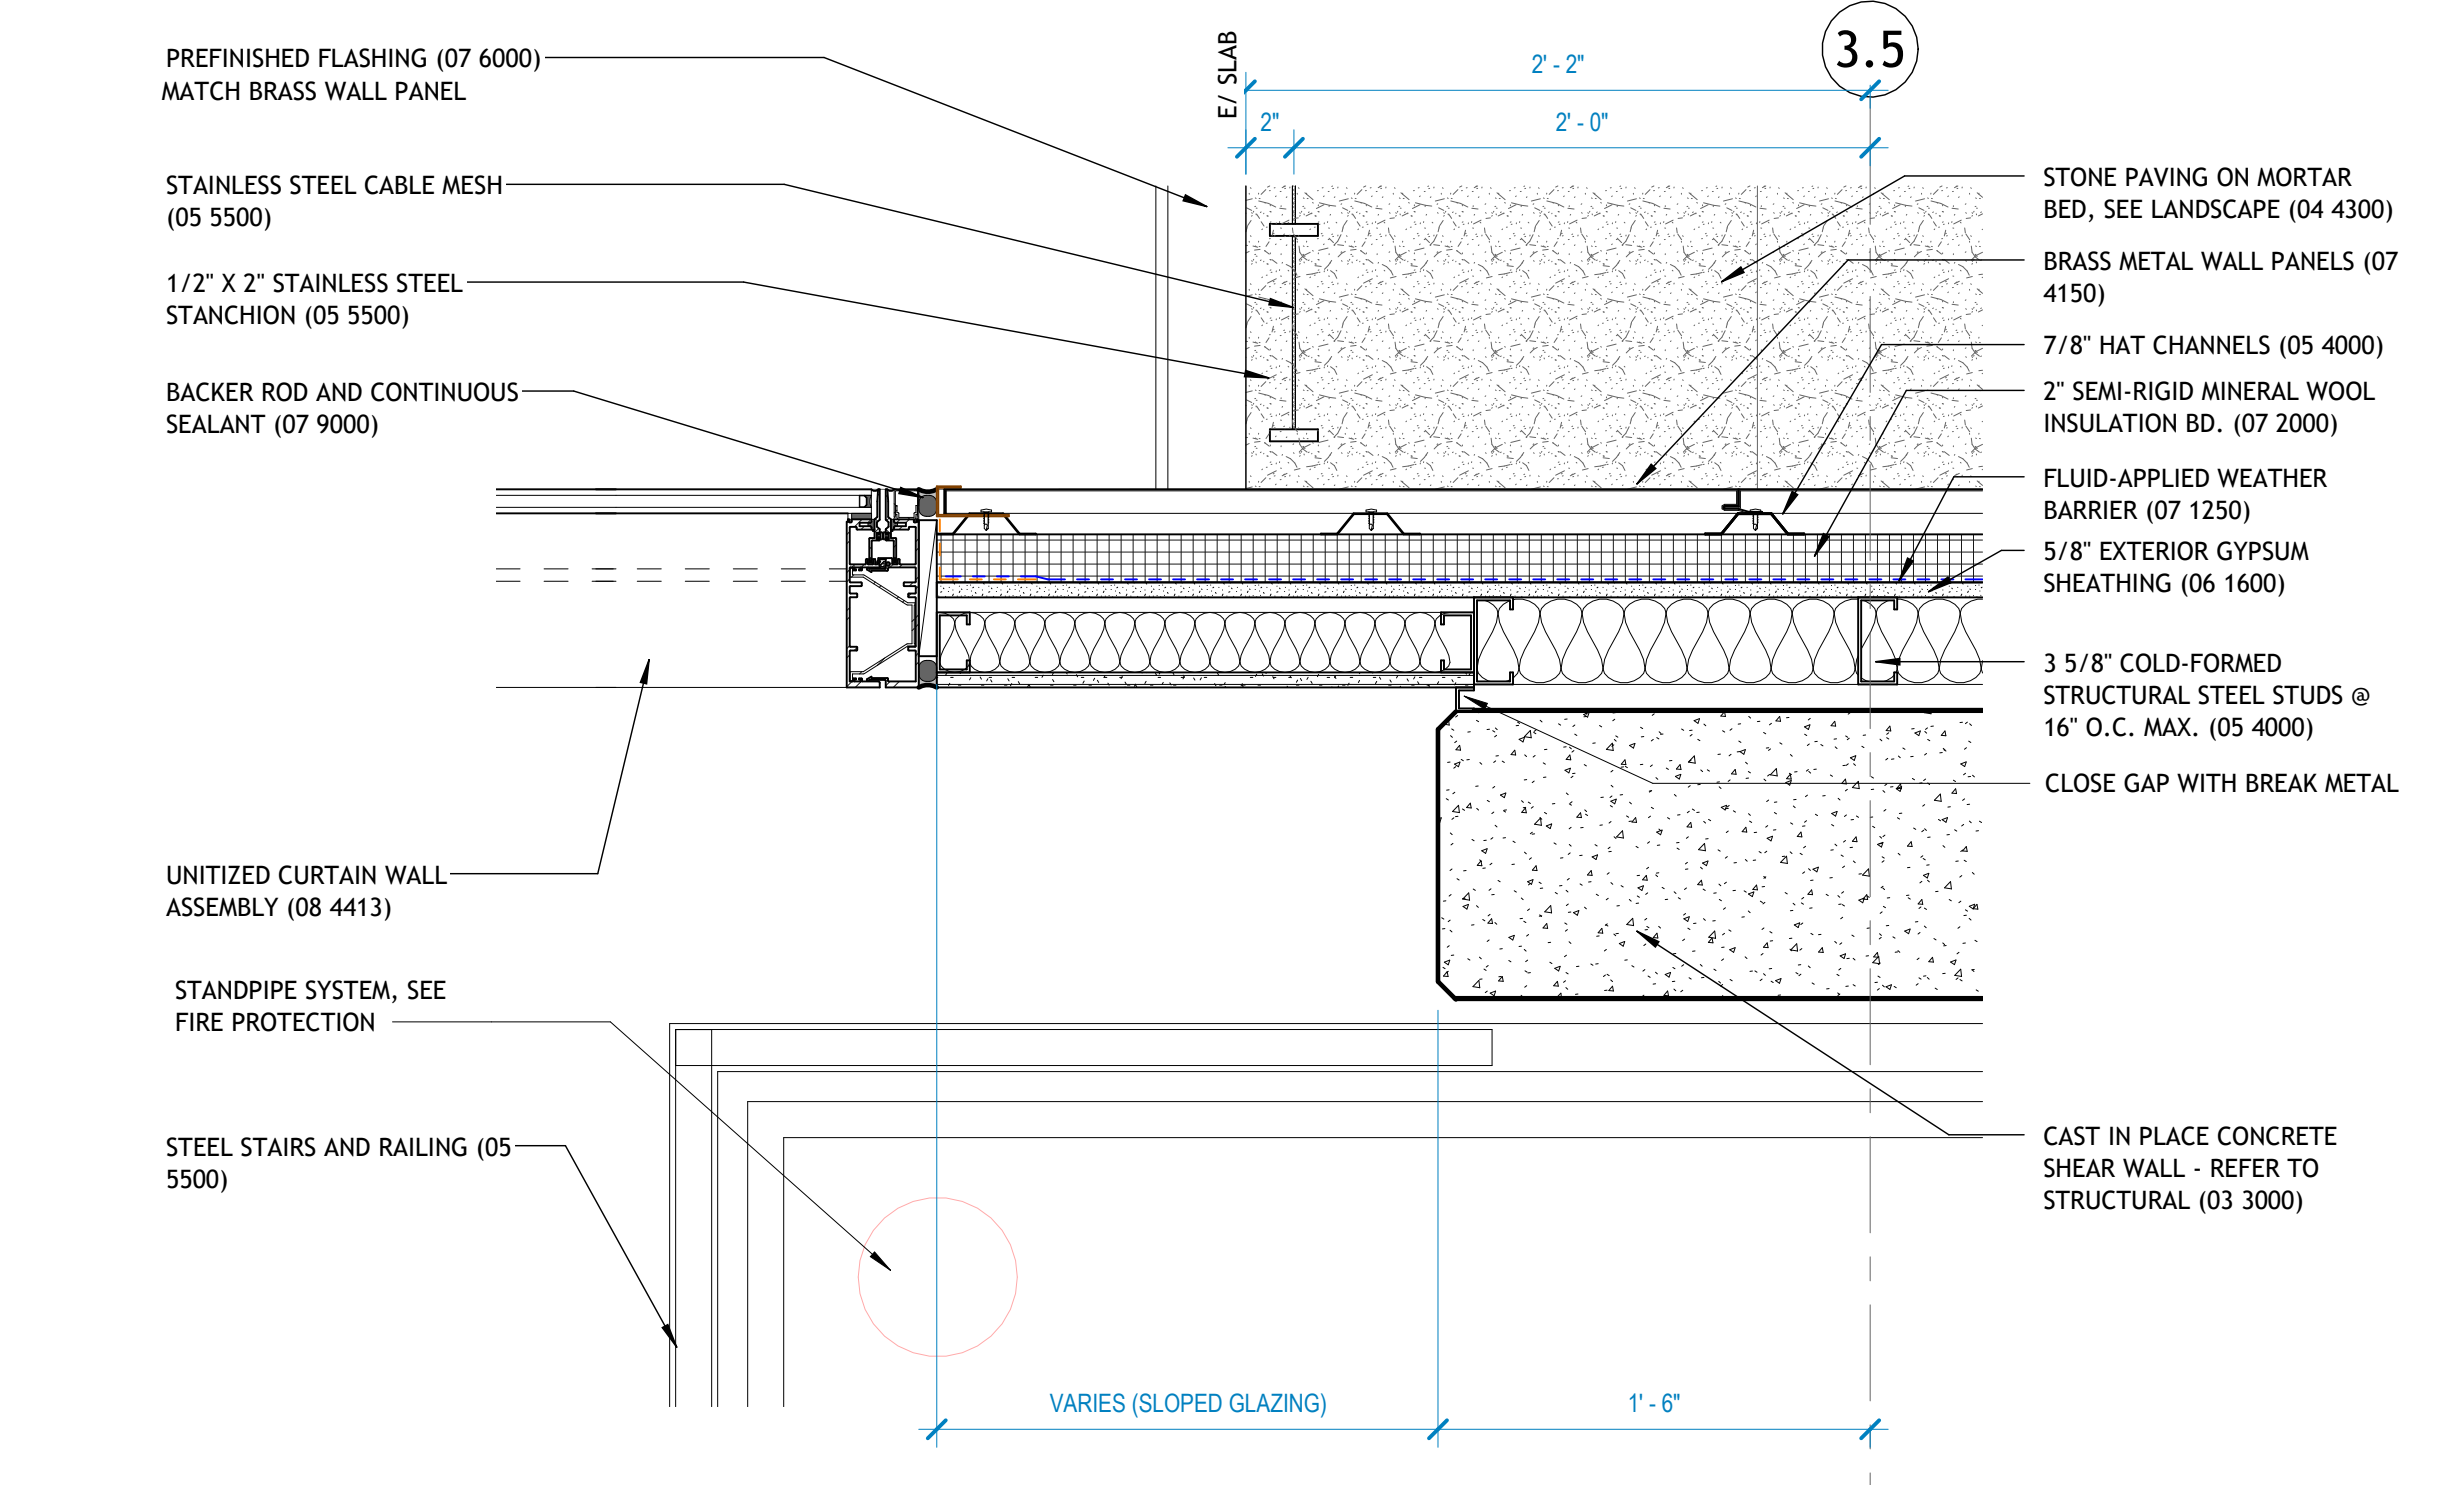 PREFINISHED FLASHING (07 6000)
MATCH BRASS WALL PANEL
STAINLESS STEEL CABLE MESH
(05 5500)
1/2" X 2" STAINLESS STEEL
STANCHION (05 5500)
BACKER ROD AND CONTINUOUS
SEALANT (07 9000)
UNITIZED CURTAIN WALL
ASSEMBLY (08 4413)
STANDPIPE SYSTEM, SEE
FIRE PROTECTION
STEEL STAIRS AND RAILING (05
5500)
E/ SLAB
2' - 2"
2"
2' - 0"
3.5
STONE PAVING ON MORTAR
BED, SEE LANDSCAPE (04 4300)
BRASS METAL WALL PANELS (07
4150)
7/8" HAT CHANNELS (05 4000)
2" SEMI-RIGID MINERAL WOOL
INSULATION BD. (07 2000)
FLUID-APPLIED WEATHER
BARRIER (07 1250)
5/8" EXTERIOR GYPSUM
SHEATHING (06 1600)
3 5/8" COLD-FORMED
STRUCTURAL STEEL STUDS @
16" O.C. MAX. (05 4000)
CLOSE GAP WITH BREAK METAL
CAST IN PLACE CONCRETE
SHEAR WALL - REFER TO
STRUCTURAL (03 3000)
VARIES (SLOPED GLAZING)
1' - 6"